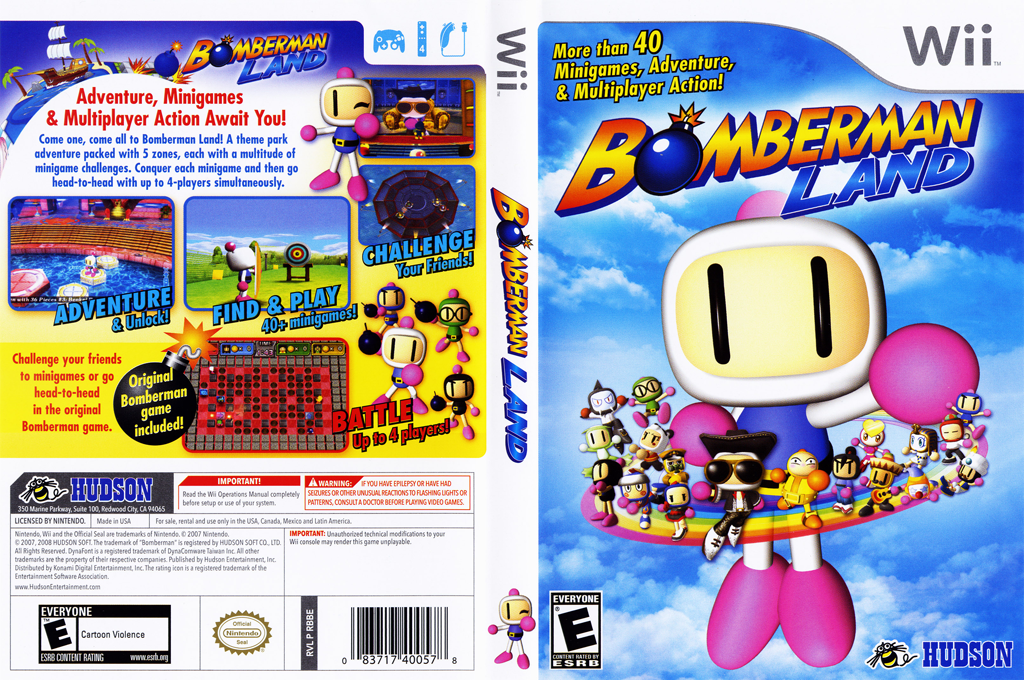 BOMBERMAN
LAND
4
Adventure, Minigames
& Multiplayer Action Await You!
Come one, come all to Bomberman Land! A theme park
adventure packed with 5 zones, each with a multitude of
minigame challenges. Conquer each minigame and then go
head-to-head with up to 4-players simultaneously.
CHALLENGE
Your Friends!
with 36 Pieces
ADVENTURE
& Unlock!
FIND & PLAY
40+ minigames!
Challenge your friends
to minigames or go
head-to-head
in the original
Bomberman game.
Original
Bomberman
game
included!
TIME
BATTLE
Up to 4 players!
HUDSON
350 Marine Parkway, Suite 100, Redwood City, CA 94065
IMPORTANT!
Read the Wii Operations Manual completely
before setup or use of your system.
WARNING: IF YOU HAVE EPILEPSY OR HAVE HAD
SEIZURES OR OTHER UNUSUAL REACTIONS TO FLASHING LIGHTS OR
PATTERNS, CONSULT A DOCTOR BEFORE PLAYING VIDEO GAMES.
LICENSED BY NINTENDO.
Made in USA
For sale, rental and use only in the USA, Canada, Mexico and Latin America.
Nintendo, Wii and the Official Seal are trademarks of Nintendo. © 2007 Nintendo.
© 2007, 2008 HUDSON SOFT. The trademark of "Bomberman" is registered by HUDSON SOFT CO., LTD.
All Rights Reserved. DynaFont is a registered trademark of DynaComware Taiwan Inc. All other
trademarks are the property of their respective companies. Published by Hudson Entertainment, Inc.
Distributed by Konami Digital Entertainment, Inc. The rating icon is a registered trademark of the
Entertainment Software Association.
www.HudsonEntertainment.com
IMPORTANT: Unauthorized technical modifications to your
Wii console may render this game unplayable.
EVERYONE
E
TM
Cartoon Violence
ESRB CONTENT RATING
www.esrb.org
Official
Nintendo
Seal
RVL P RBBE
0 83717 40057 8
Wii
TM
BOMBERMAN LAND
More than 40
Minigames, Adventure,
& Multiplayer Action!
Wii
TM
BOMBERMAN
LAND
EVERYONE
E
®
CONTENT RATED BY
ESRB
HUDSON